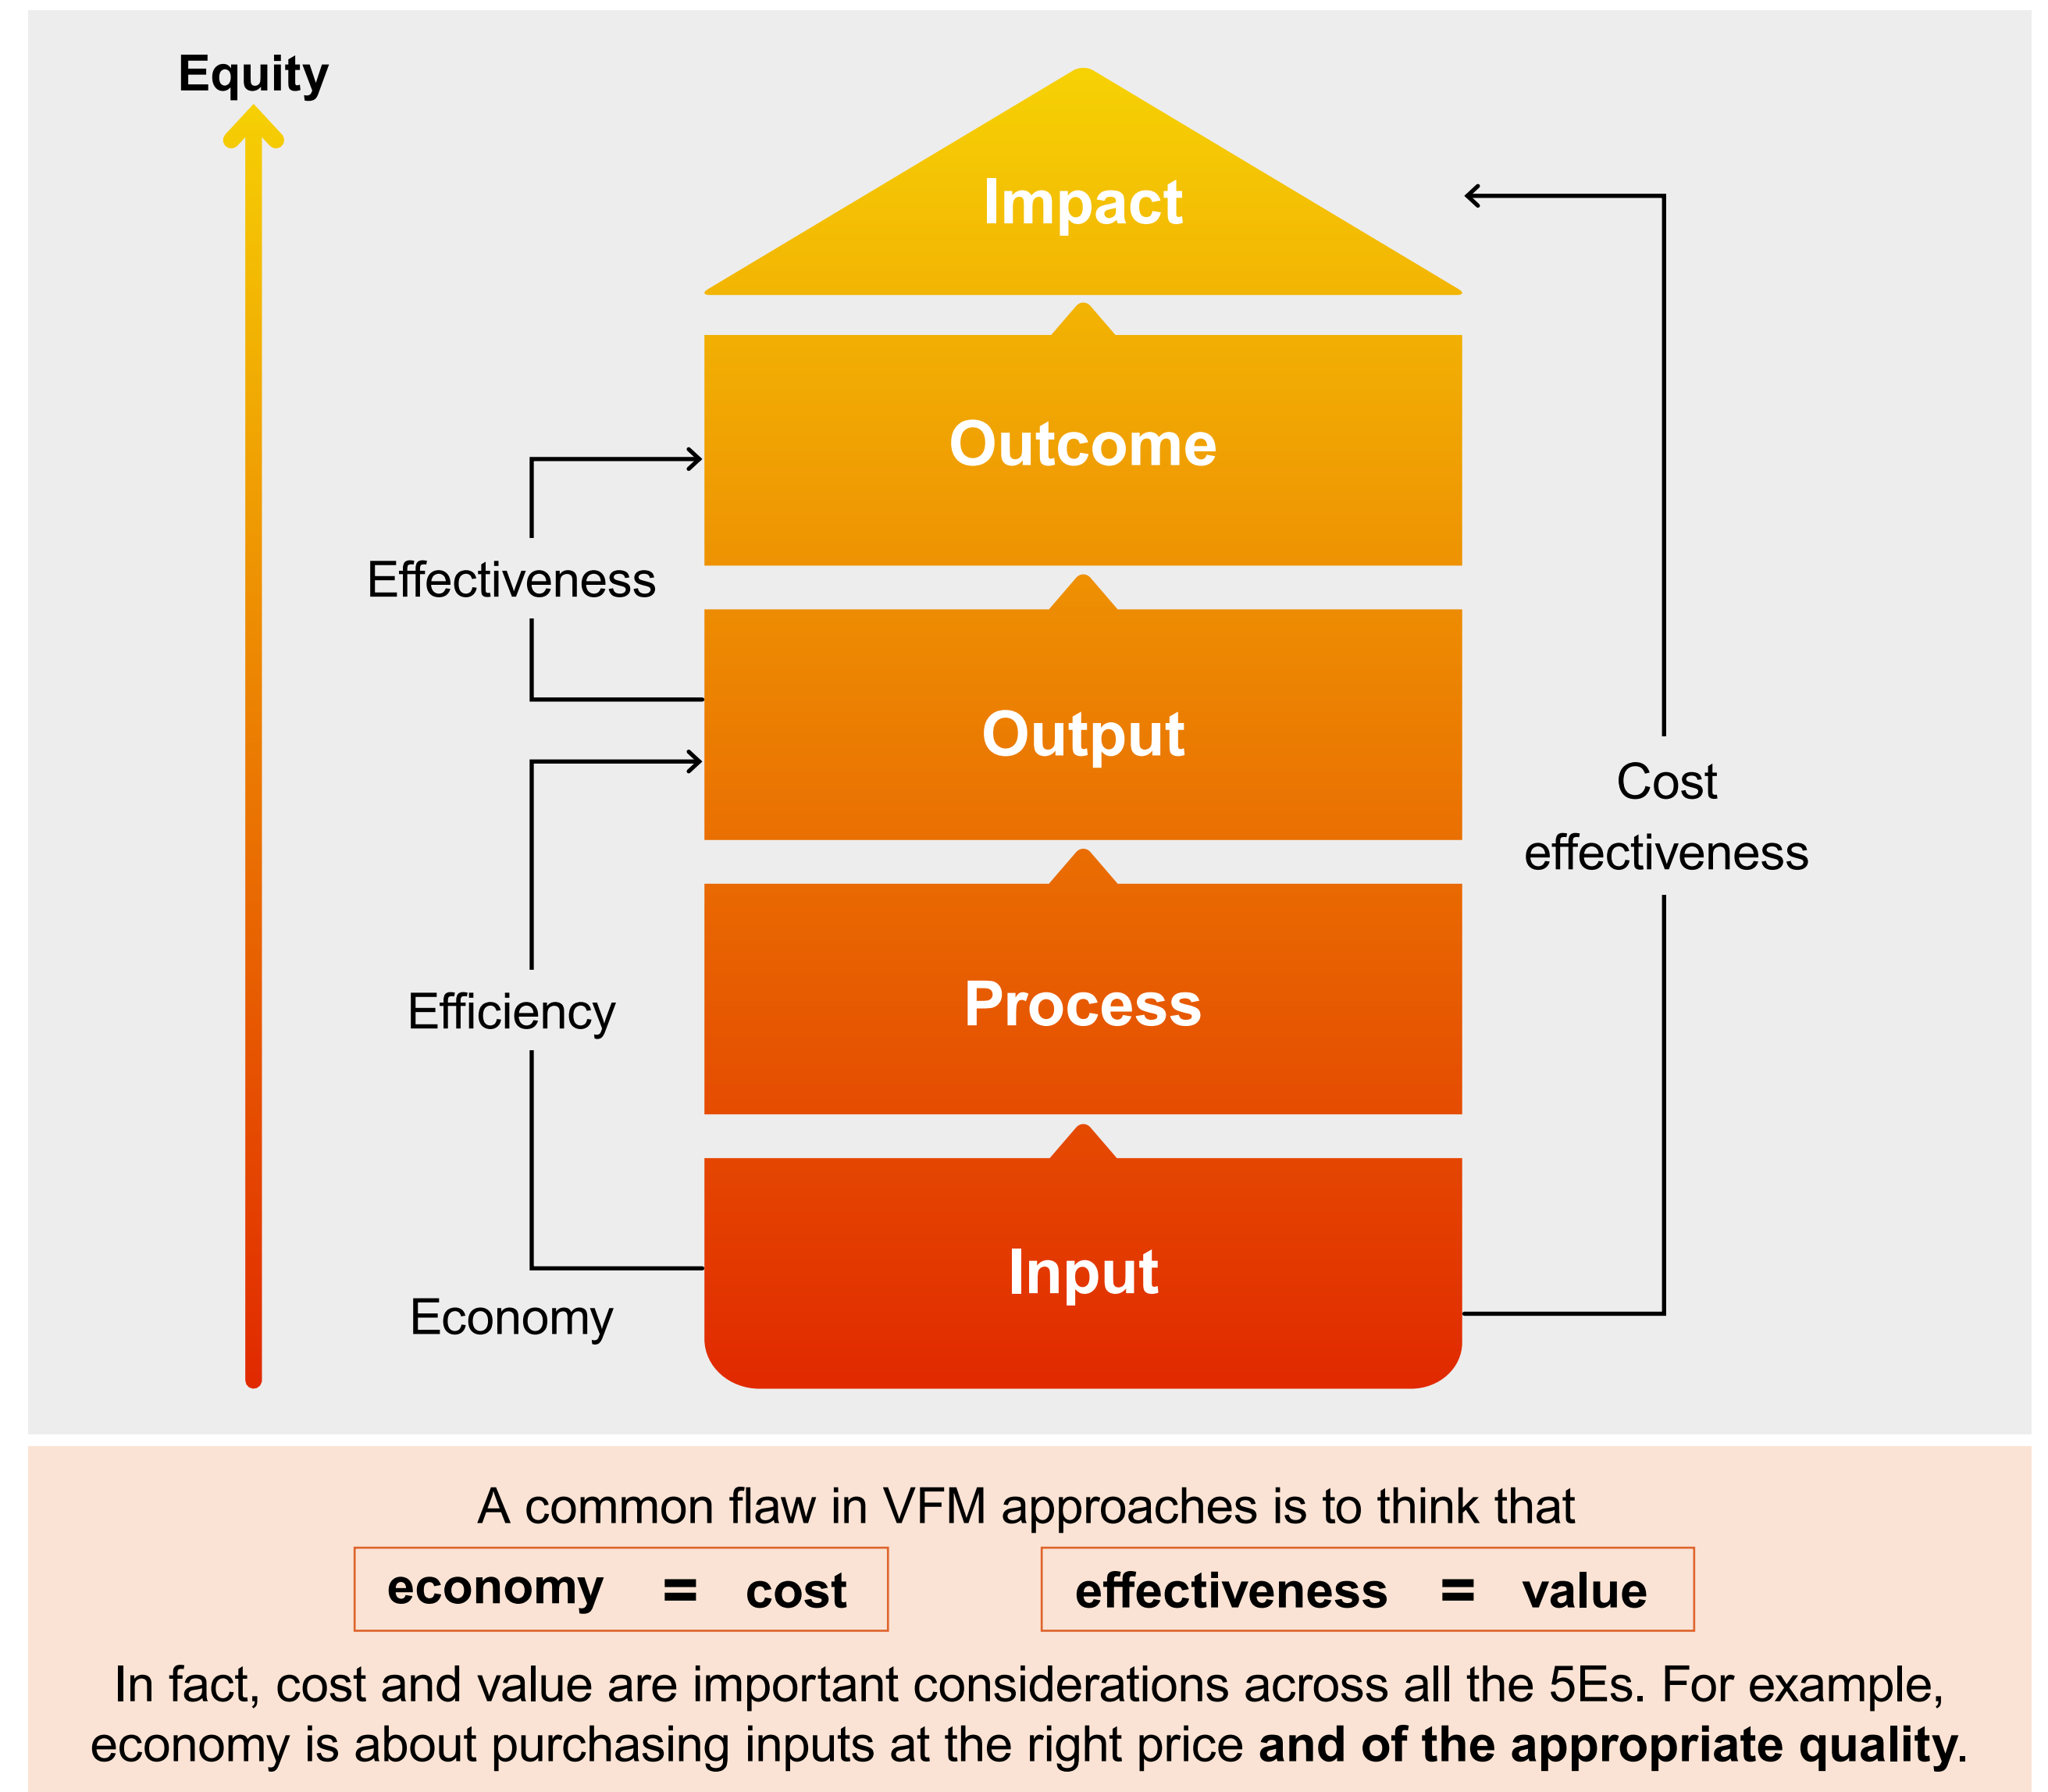 Equity
Impact
Outcome
Effectiveness
Output
Cost
effectiveness
Process
Efficiency
Input
Economy
A common flaw in VFM approaches is to think that
economy = cost
effectiveness = value
In fact, cost and value are important considerations across all the 5Es. For example,
economy is about purchasing inputs at the right price and of the appropriate quality.